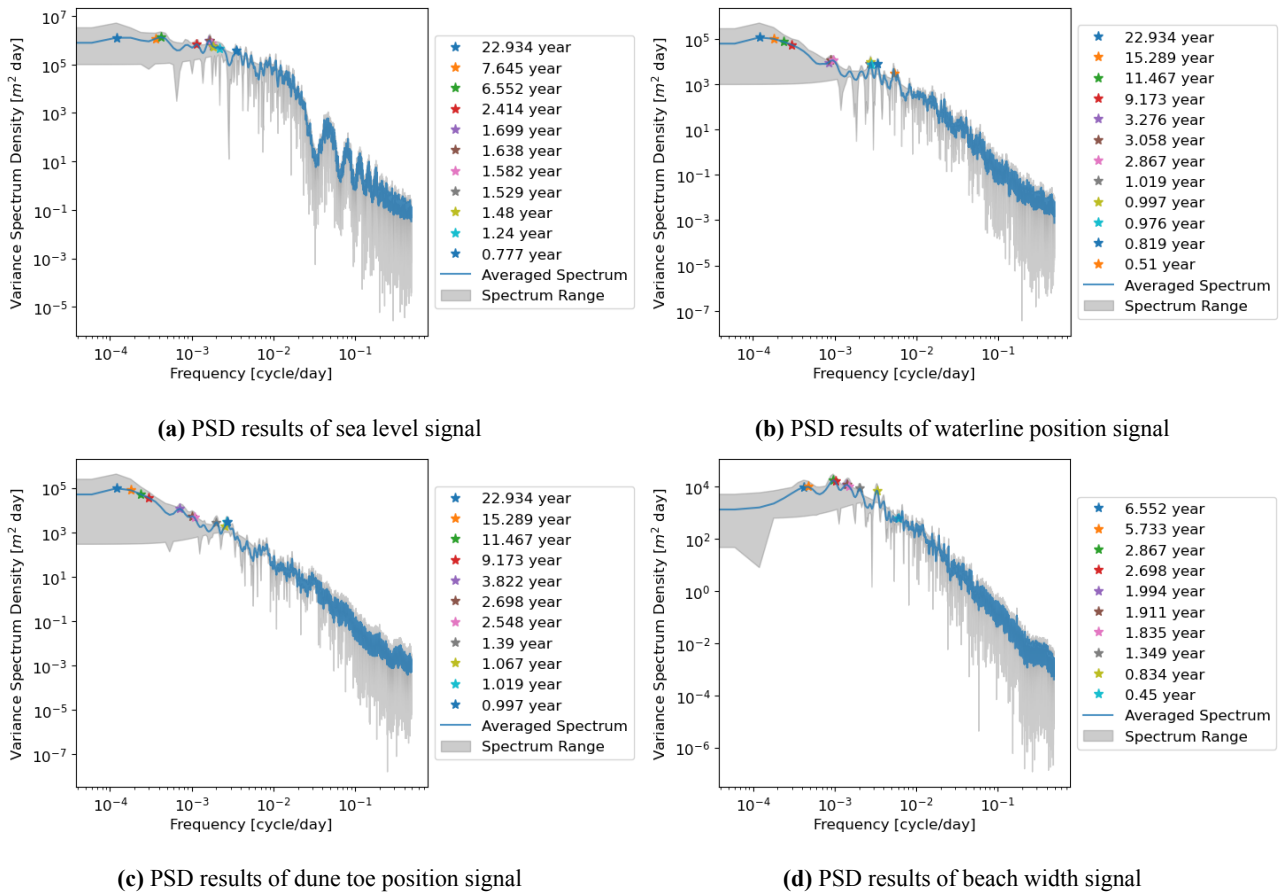 10^7
10^5
10^3
10^1
10^-1
10^-3
10^-5
Variance Spectrum Density [m^2 day]
10^-4
10^-3
10^-2
10^-1
Frequency [cycle/day]
22.934 year
7.645 year
6.552 year
2.414 year
1.699 year
1.638 year
1.582 year
1.529 year
1.48 year
1.24 year
0.777 year
Averaged Spectrum
Spectrum Range
(a) PSD results of sea level signal
10^5
10^3
10^1
10^-1
10^-3
10^-5
10^-7
Variance Spectrum Density [m^2 day]
10^-4
10^-3
10^-2
10^-1
Frequency [cycle/day]
22.934 year
15.289 year
11.467 year
9.173 year
3.276 year
3.058 year
2.867 year
1.019 year
0.997 year
0.976 year
0.819 year
0.51 year
Averaged Spectrum
Spectrum Range
(b) PSD results of waterline position signal
10^5
10^3
10^1
10^-1
10^-3
10^-5
10^-7
Variance Spectrum Density [m^2 day]
10^-4
10^-3
10^-2
10^-1
Frequency [cycle/day]
22.934 year
15.289 year
11.467 year
9.173 year
3.822 year
2.698 year
2.548 year
1.39 year
1.067 year
1.019 year
0.997 year
Averaged Spectrum
Spectrum Range
(c) PSD results of dune toe position signal
10^4
10^2
10^0
10^-2
10^-4
10^-6
Variance Spectrum Density [m^2 day]
10^-4
10^-3
10^-2
10^-1
Frequency [cycle/day]
6.552 year
5.733 year
2.867 year
2.698 year
1.994 year
1.911 year
1.835 year
1.349 year
0.834 year
0.45 year
Averaged Spectrum
Spectrum Range
(d) PSD results of beach width signal